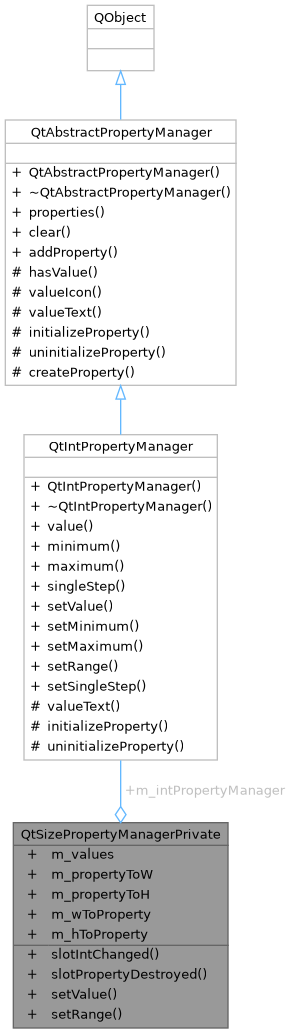 QObject
QtAbstractPropertyManager
+ QtAbstractPropertyManager()
+ ~QtAbstractPropertyManager()
+ properties()
+ clear()
+ addProperty()
# hasValue()
# valueIcon()
# valueText()
# initializeProperty()
# uninitializeProperty()
# createProperty()
QtIntPropertyManager
+ QtIntPropertyManager()
+ ~QtIntPropertyManager()
+ value()
+ minimum()
+ maximum()
+ singleStep()
+ setValue()
+ setMinimum()
+ setMaximum()
+ setRange()
+ setSingleStep()
# valueText()
# initializeProperty()
# uninitializeProperty()
+m_intPropertyManager
QtSizePropertyManagerPrivate
+ m_values
+ m_propertyToW
+ m_propertyToH
+ m_wToProperty
+ m_hToProperty
+ slotIntChanged()
+ slotPropertyDestroyed()
+ setValue()
+ setRange()